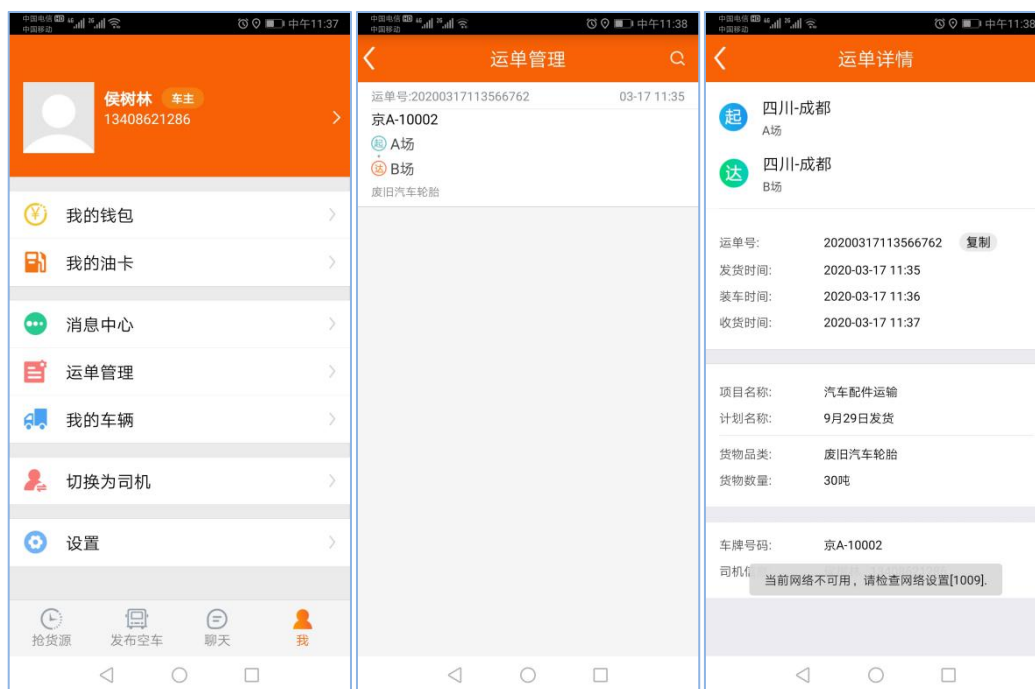 中国电信 HD 4G 2G
中国移动
中午11:37
侯树林 车主
13408621286
我的钱包
我的油卡
消息中心
运单管理
我的车辆
切换为司机
设置
抢货源 发布空车 聊天 我
中国电信 HD 4G 2G
中国移动
中午11:38
运单管理
运单号:20200317113566762 03-17 11:35
京A-10002
起 A场
达 B场
废旧汽车轮胎
中国电信 HD 4G 2G
中国移动
中午11:38
运单详情
起 四川-成都
A场
达 四川-成都
B场
运单号: 20200317113566762 复制
发货时间: 2020-03-17 11:35
装车时间: 2020-03-17 11:36
收货时间: 2020-03-17 11:37
项目名称: 汽车配件运输
计划名称: 9月29日发货
货物品类: 废旧汽车轮胎
货物数量: 30吨
车牌号码: 京A-10002
司机
当前网络不可用，请检查网络设置[1009].